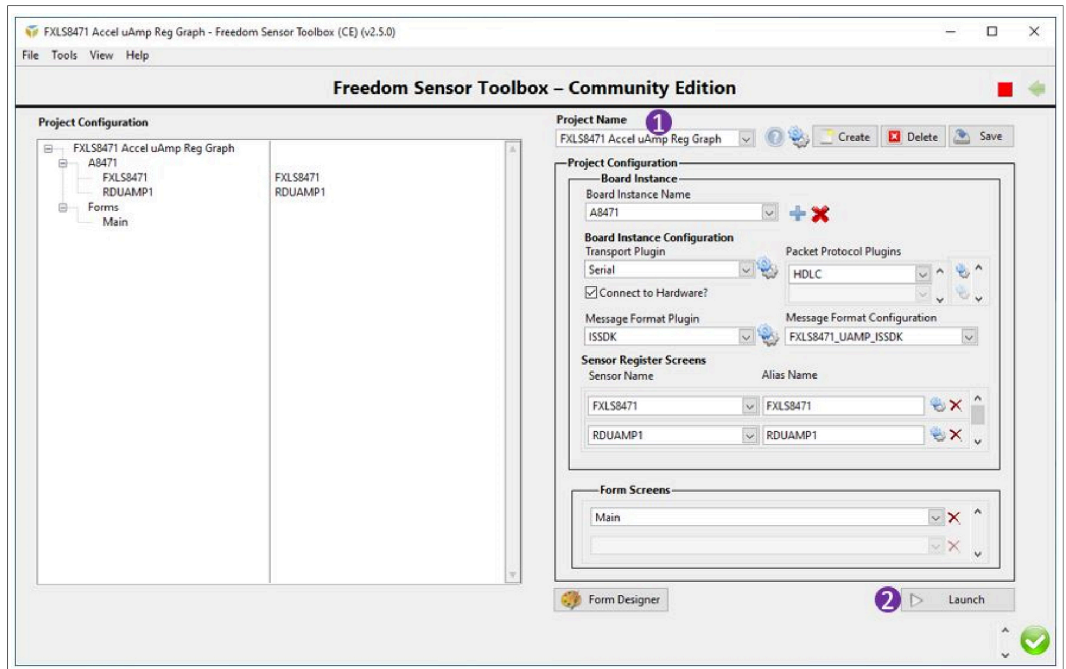 FXLS8471 Accel uAmp Reg Graph - Freedom Sensor Toolbox (CE) (v2.5.0)
File Tools View Help
Freedom Sensor Toolbox – Community Edition
Project Configuration
FXLS8471 Accel uAmp Reg Graph
A8471
FXLS8471 FXLS8471
RDUAMP1 RDUAMP1
Forms
Main
Project Name
1
FXLS8471 Accel uAmp Reg Graph Create Delete Save
Project Configuration
Board Instance
Board Instance Name
A8471
Board Instance Configuration
Transport Plugin Packet Protocol Plugins
Serial HDLC
Connect to Hardware?
Message Format Plugin Message Format Configuration
ISSDK FXLS8471_UAMP_ISSDK
Sensor Register Screens
Sensor Name Alias Name
FXLS8471 FXLS8471
RDUAMP1 RDUAMP1
Form Screens
Main
Form Designer 2 Launch